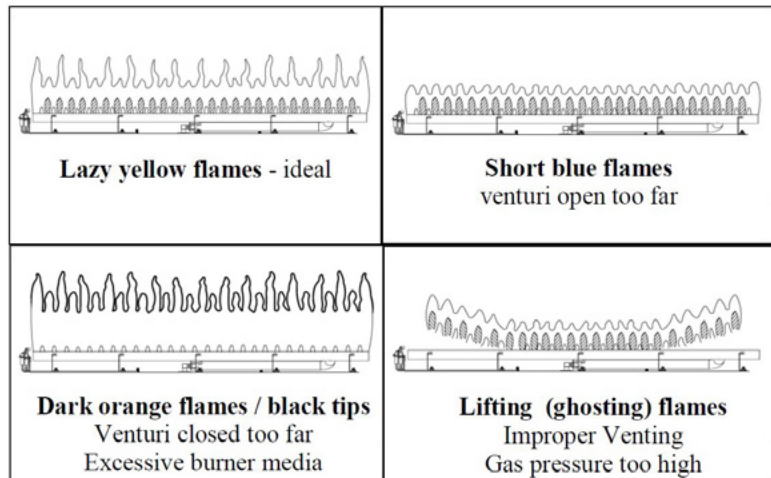 Lazy yellow flames - ideal
Short blue flames
venturi open too far
Dark orange flames / black tips
Venturi closed too far
Excessive burner media
Lifting (ghosting) flames
Improper Venting
Gas pressure too high